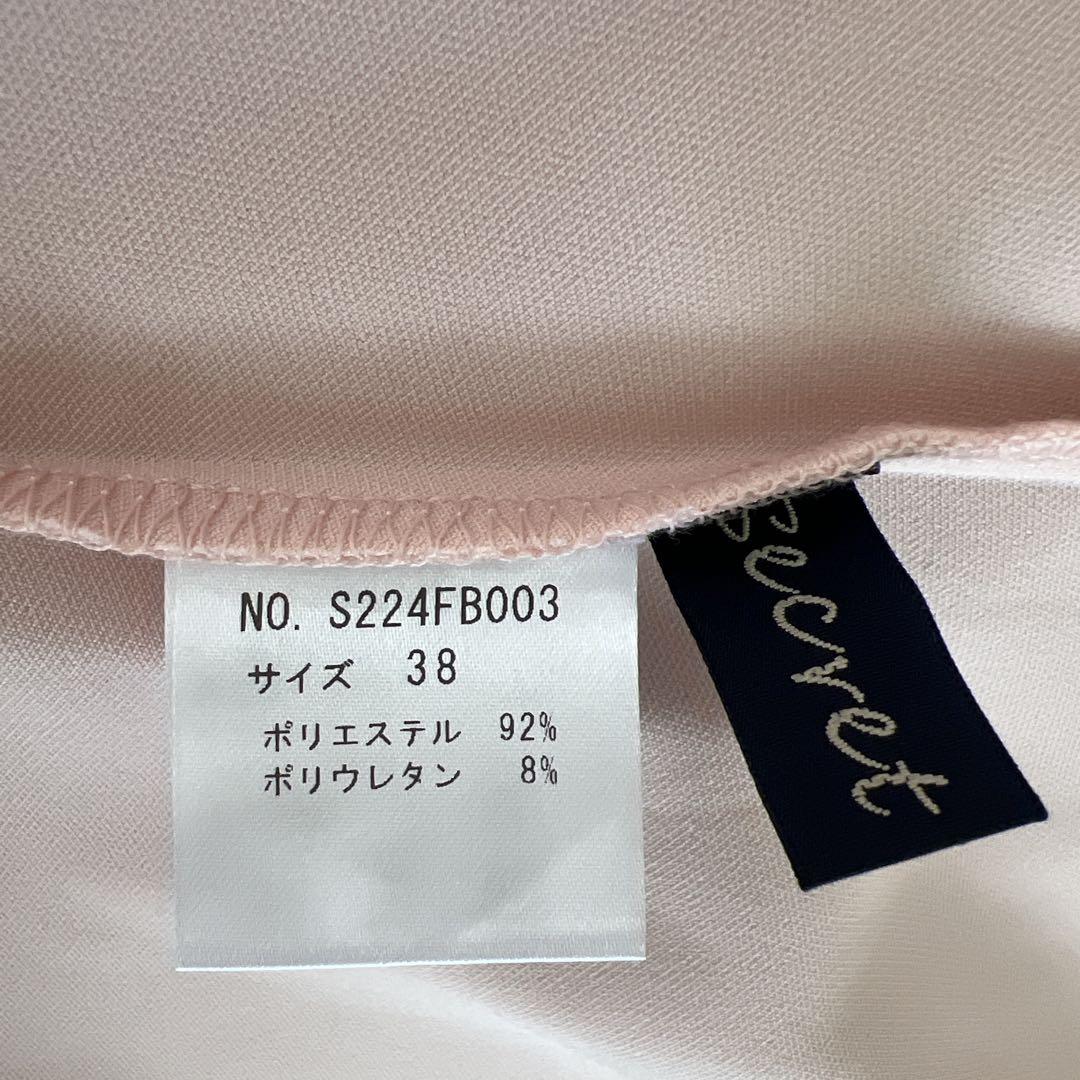 NO. S224FB003
サイズ 38
ポリエステル 92%
ポリウレタン 8%
Secret